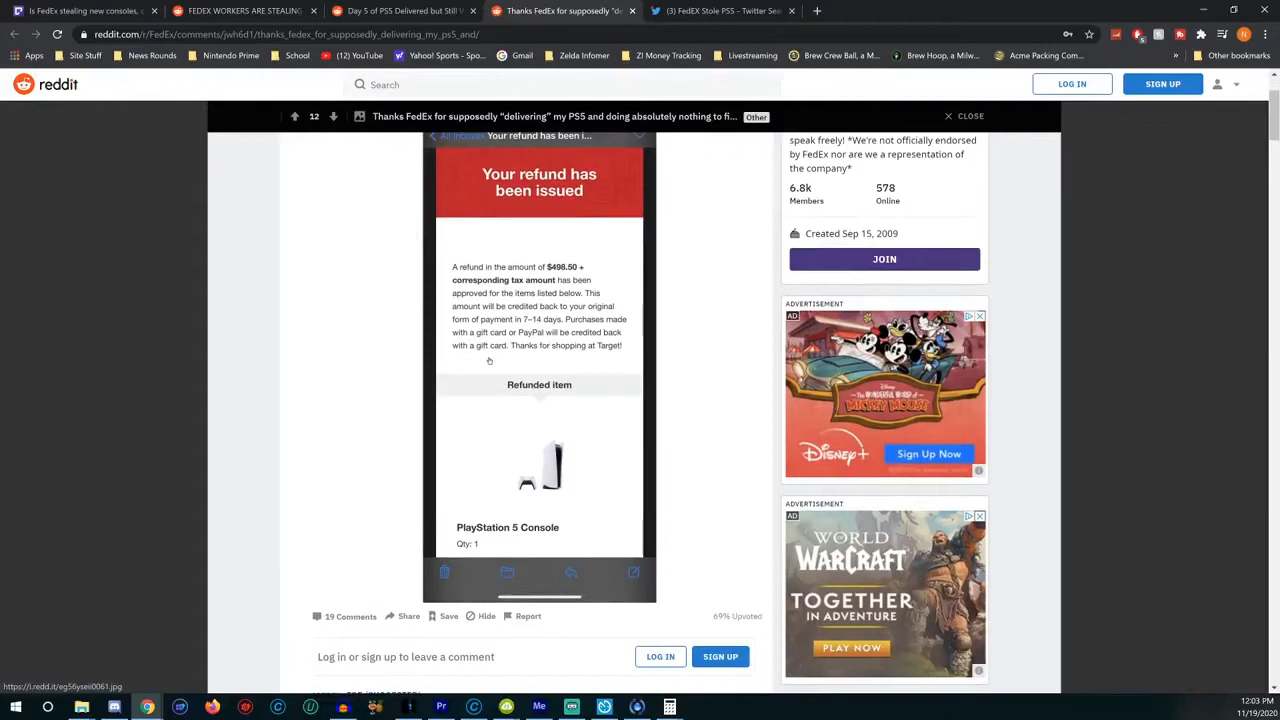 Is FedEx stealing new consoles,
FEDEX WORKERS ARE STEALING
Day 5 of PS5 Delivered but Still
Thanks FedEx for supposedly "de
(3) FedEX Stole PS5 - Twitter Sea
reddit.com/r/FedEx/comments/jwh6d1/thanks_fedex_for_supposedly_delivering_my_ps5_and/
Apps
Site Stuff
News Rounds
Nintendo Prime
School
(12) YouTube
Yahoo! Sports - Spo...
Gmail
Zelda Infomer
ZI Money Tracking
Livestreaming
Brew Crew Ball, a M...
Brew Hoop, a Milw...
Acme Packing Com...
Other bookmarks
reddit
Search
LOG IN
SIGN UP
12
Thanks FedEx for supposedly “delivering” my PS5 and doing absolutely nothing to fi...
Other
CLOSE
All Inboxes
Your refund has been i...
Your refund has
been issued
A refund in the amount of $498.50 +
corresponding tax amount has been
approved for the items listed below. This
amount will be credited back to your original
form of payment in 7–14 days. Purchases made
with a gift card or PayPal will be credited back
with a gift card. Thanks for shopping at Target!
Refunded item
PlayStation 5 Console
Qty: 1
19 Comments
Share
Save
Hide
Report
69% Upvoted
Log in or sign up to leave a comment
LOG IN
SIGN UP
speak freely! *We're not officially endorsed
by FedEx nor are we a representation of
the company*
6.8k
578
Members
Online
Created Sep 15, 2009
JOIN
ADVERTISEMENT
AD
Disney
THE WONDERFUL WORLD OF
MICKEY MOUSE
Disney+
Sign Up Now
ADVERTISEMENT
AD
WORLD
OF
WARCRAFT
TOGETHER
IN ADVENTURE
PLAY NOW
https://i.redd.it/eg56yseii0061.jpg
12:03 PM
11/19/2020